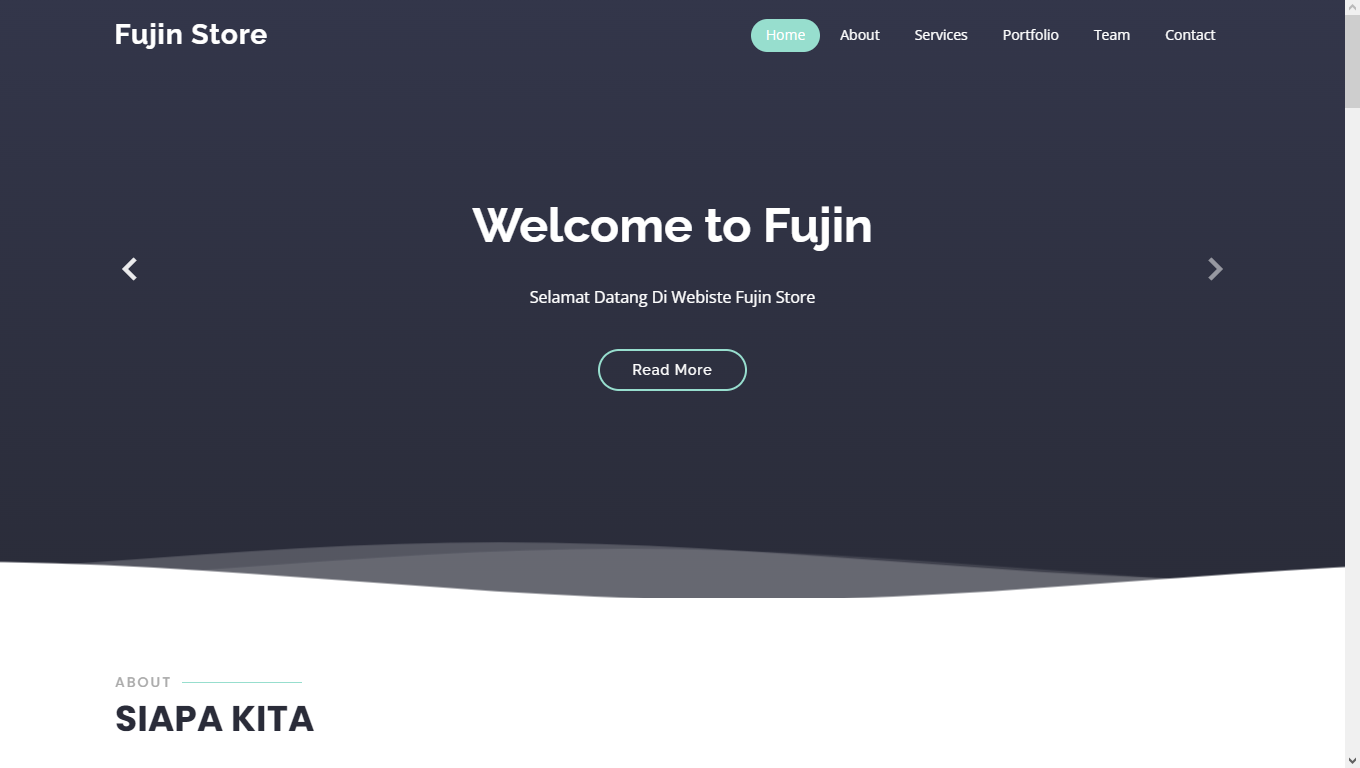 Fujin Store
Home About Services Portfolio Team Contact
Welcome to Fujin
Selamat Datang Di Webiste Fujin Store
Read More
ABOUT
SIAPA KITA